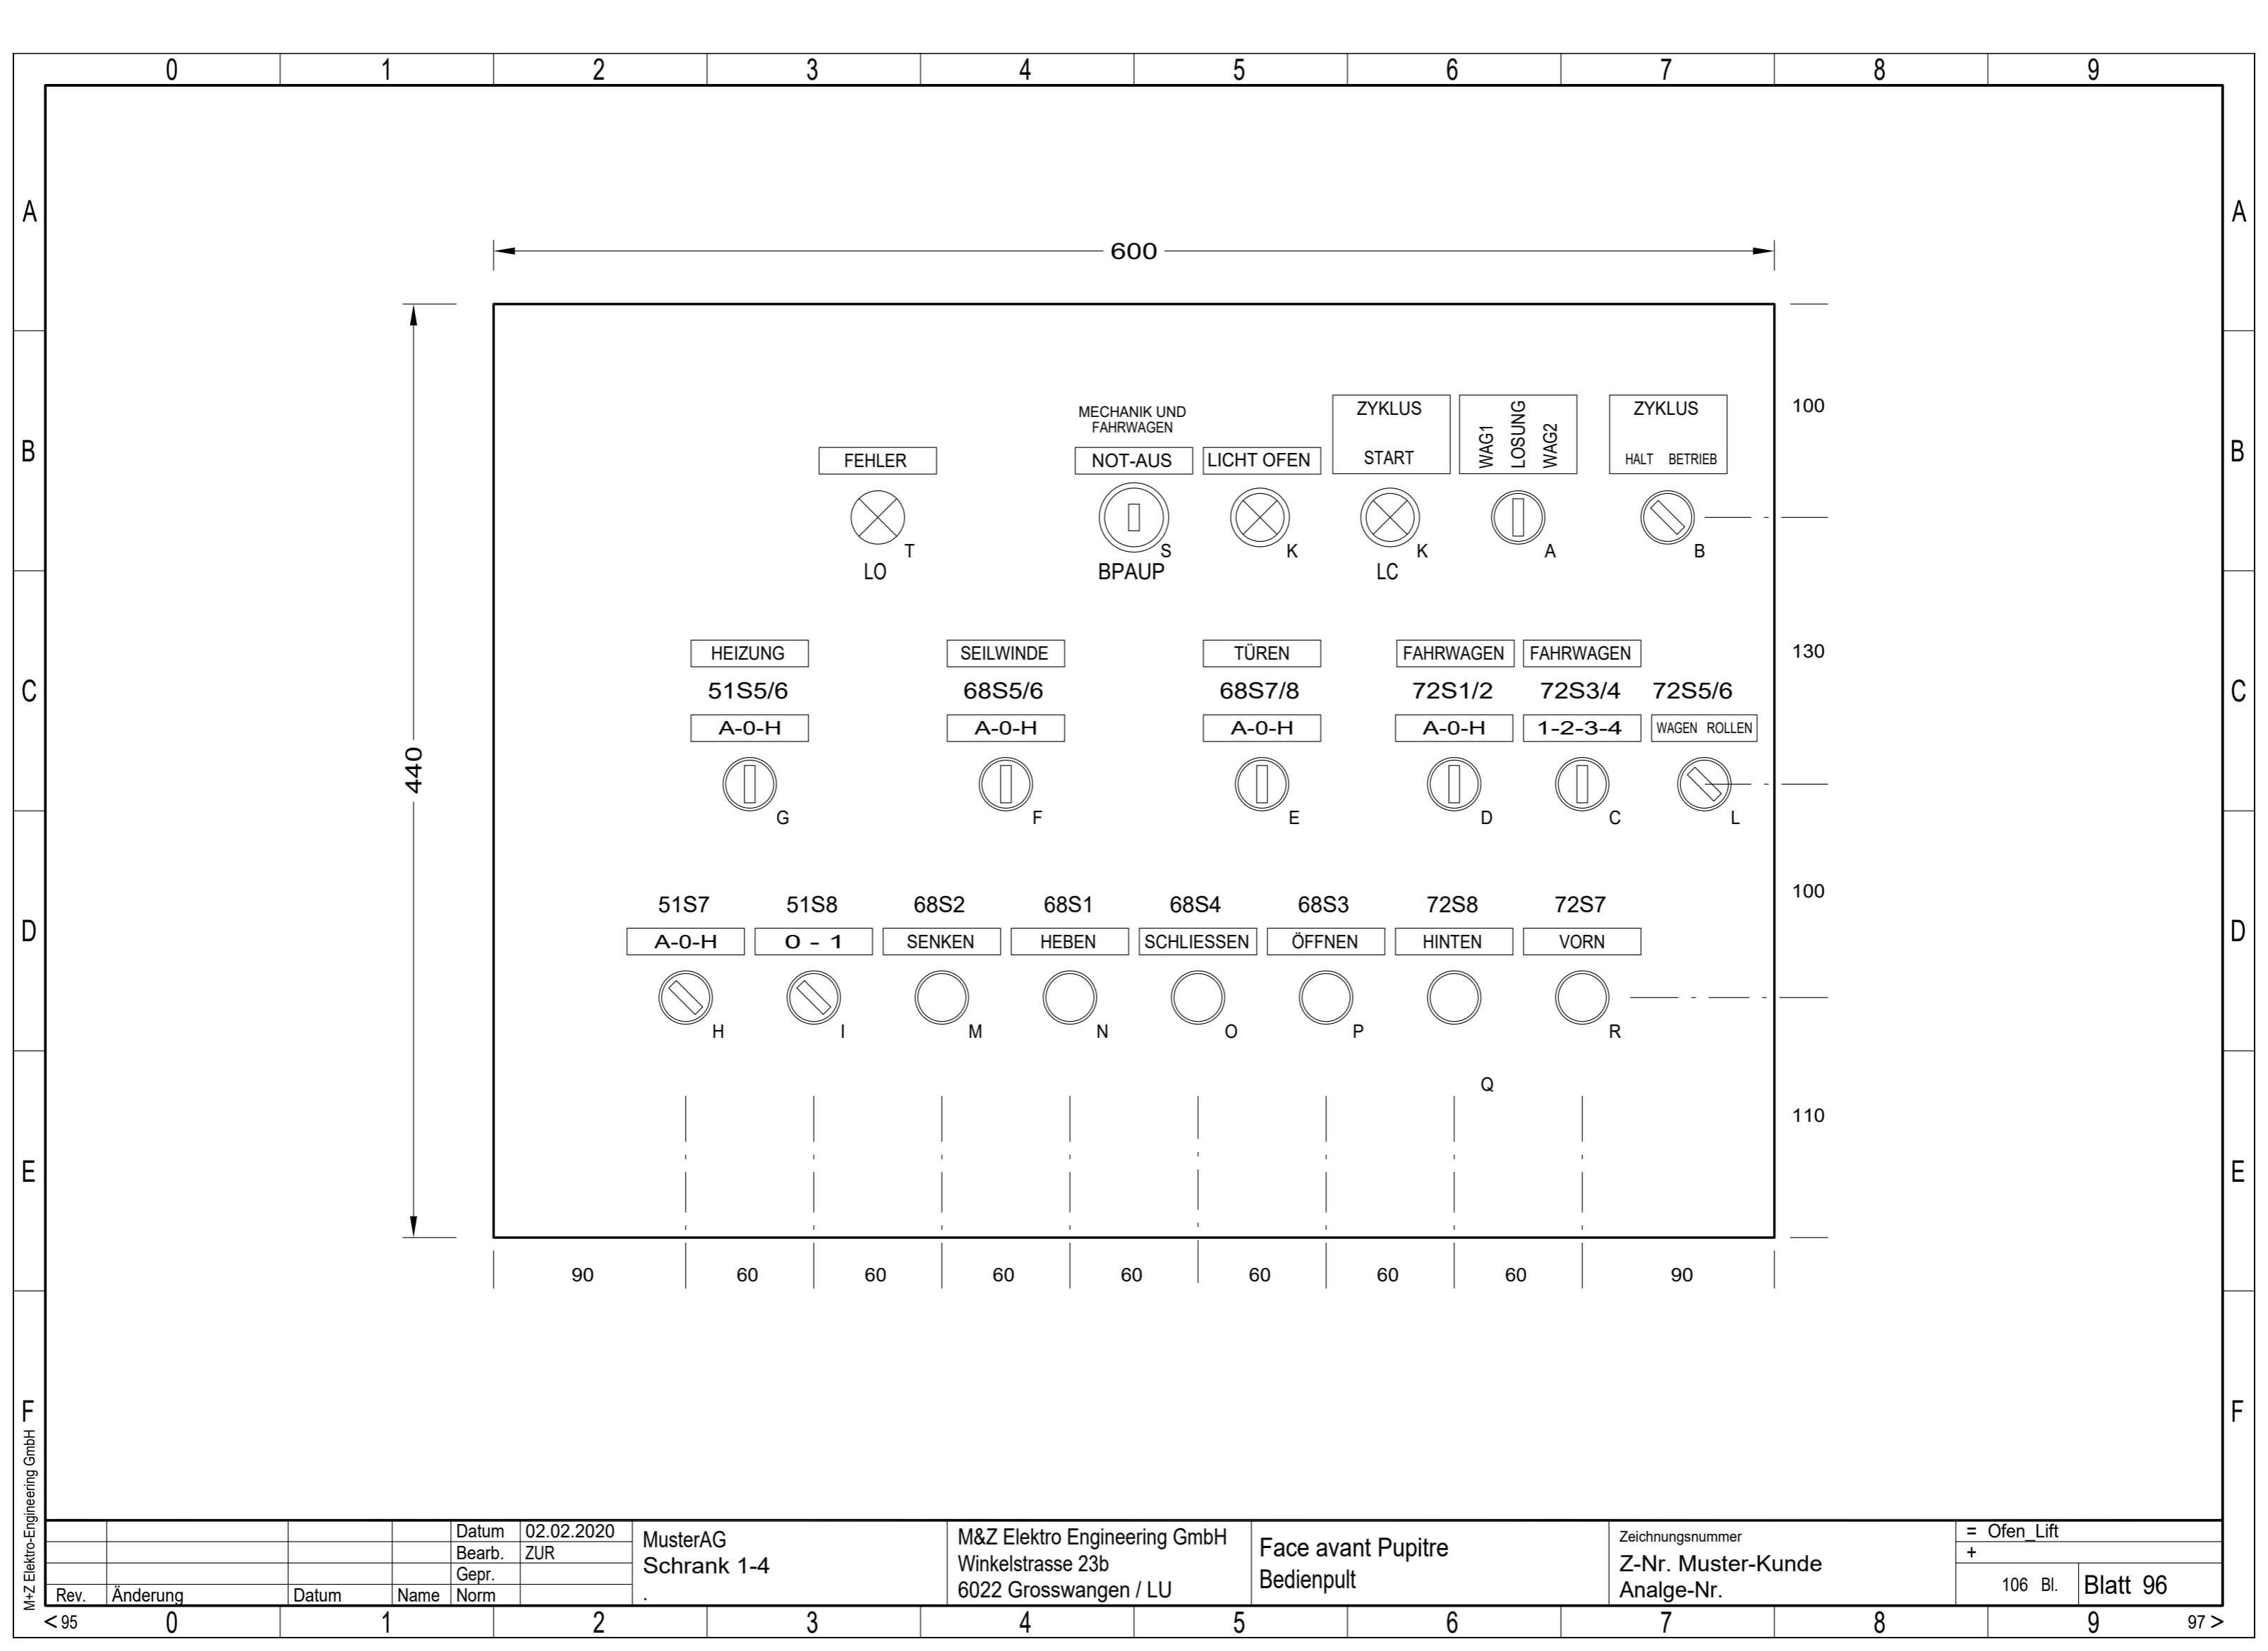 0 1 2 3 4 5 6 7 8 9
A A
600
MECHANIK UND
FAHRWAGEN
ZYKLUS
START
WAG1
LOSUNG
WAG2
ZYKLUS
HALT BETRIEB
100
B B
FEHLER NOT-AUS LICHT OFEN
T S K K A B
LO BPAUP LC
HEIZUNG SEILWINDE TÜREN FAHRWAGEN FAHRWAGEN
130
C C
51S5/6 68S5/6 68S7/8 72S1/2 72S3/4 72S5/6
A-0-H A-0-H A-0-H A-0-H 1-2-3-4 WAGEN ROLLEN
440
G F E D C L
100
51S7 51S8 68S2 68S1 68S4 68S3 72S8 72S7
D D
A-0-H 0 - 1 SENKEN HEBEN SCHLIESSEN ÖFFNEN HINTEN VORN
H I M N O P R
Q
110
E E
90 60 60 60 60 60 60 60 90
F F
M+Z Elektro-Engineering GmbH
Datum 02.02.2020
Bearb. ZUR
Gepr.
Rev. Änderung Datum Name Norm
MusterAG
Schrank 1-4
.
M&Z Elektro Engineering GmbH
Winkelstrasse 23b
6022 Grosswangen / LU
Face avant Pupitre
Bedienpult
Zeichnungsnummer
Z-Nr. Muster-Kunde
Analge-Nr.
= Ofen_Lift
+
106 Bl. Blatt 96
< 95 0 1 2 3 4 5 6 7 8 9 97 >